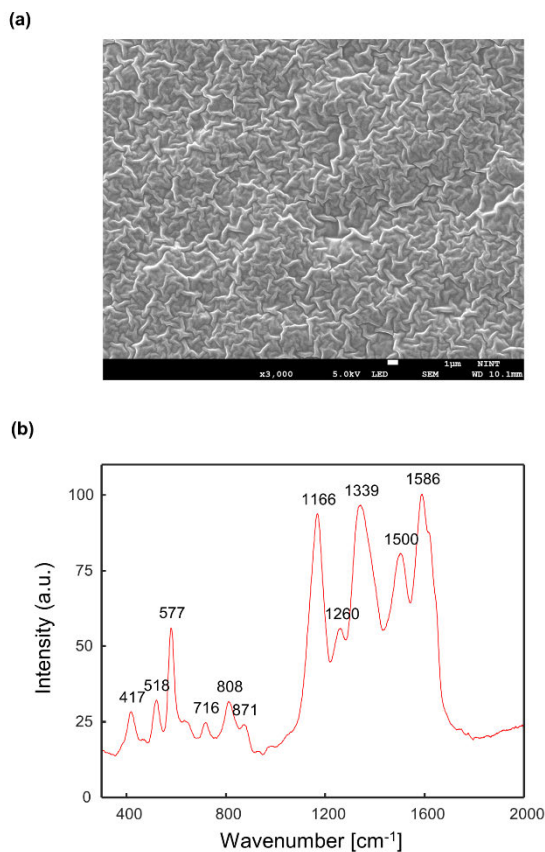 (a)
1μm NINT
x3,000 5.0kV LED SEM WD 10.1mm
(b)
Intensity (a.u.)
100
75
50
25
0
417
518
577
716
808
871
1166
1260
1339
1500
1586
400 800 1200 1600 2000
Wavenumber [cm⁻¹]